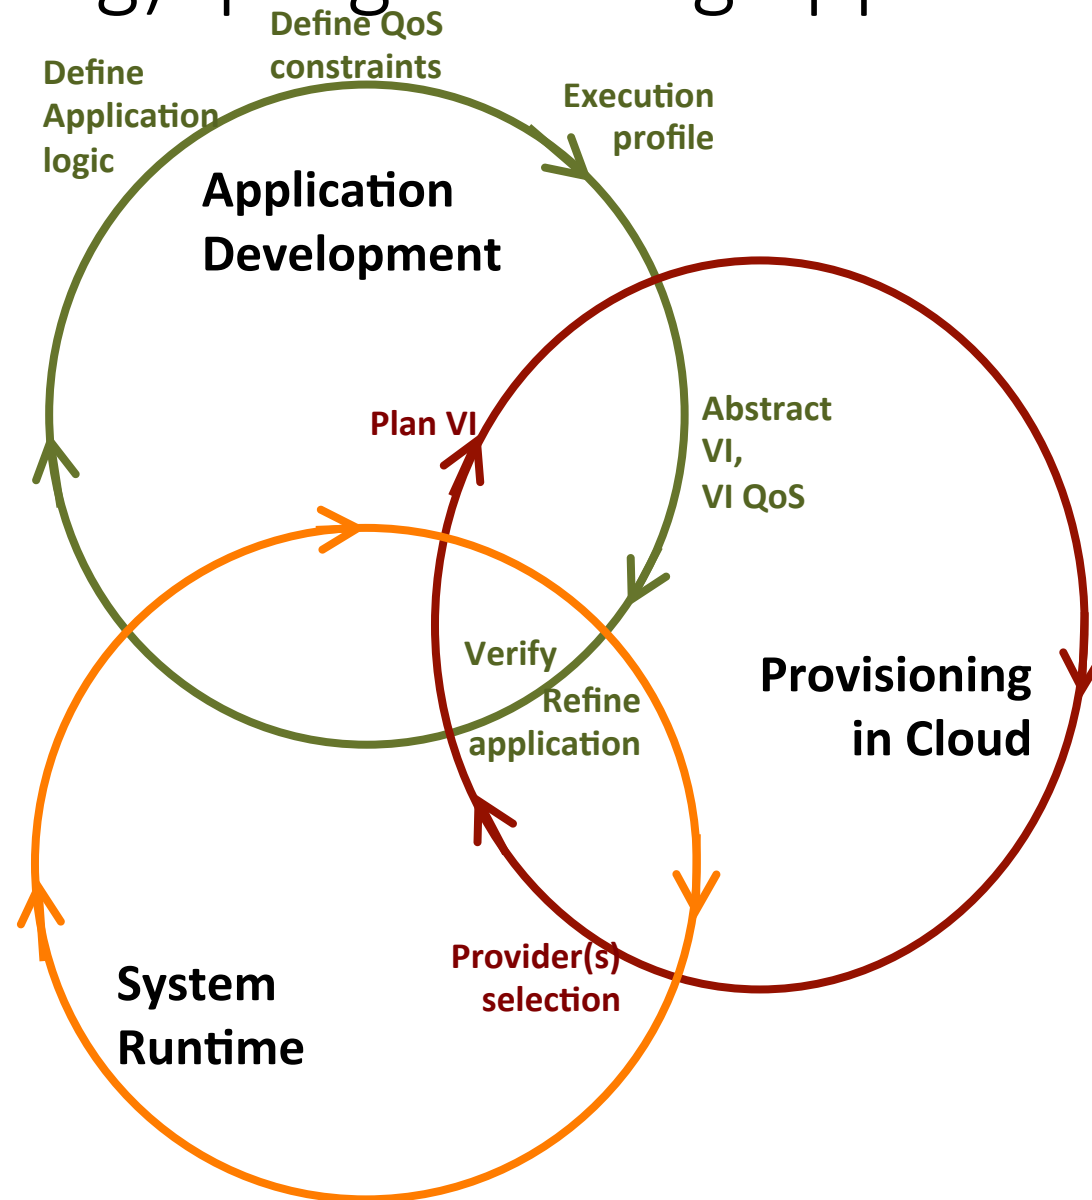 Define QoS
constraints
Define
Application
logic
Execution
profile
Application
Development
Plan VI
Abstract
VI,
VI QoS
Verify
Refine
application
Provisioning
in Cloud
Provider(s)
selection
System
Runtime